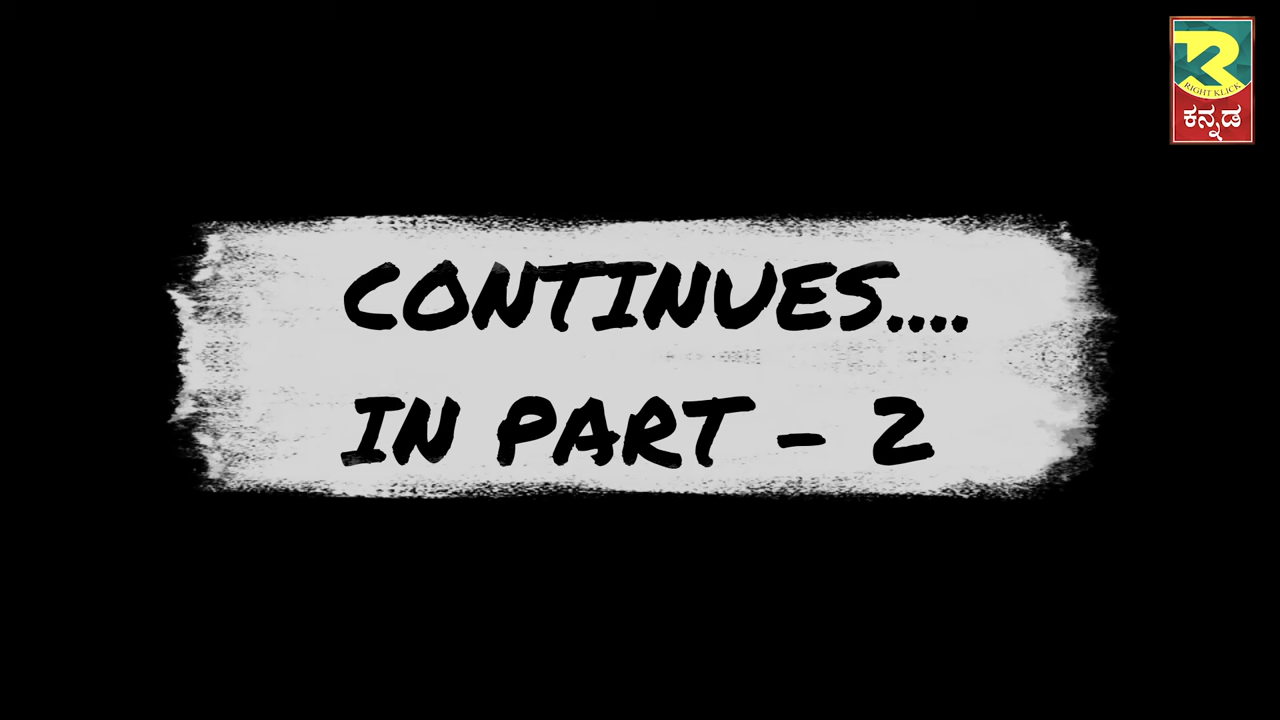 RIGHT KLICK
ಕನ್ನಡ
CONTINUES....
IN PART - 2